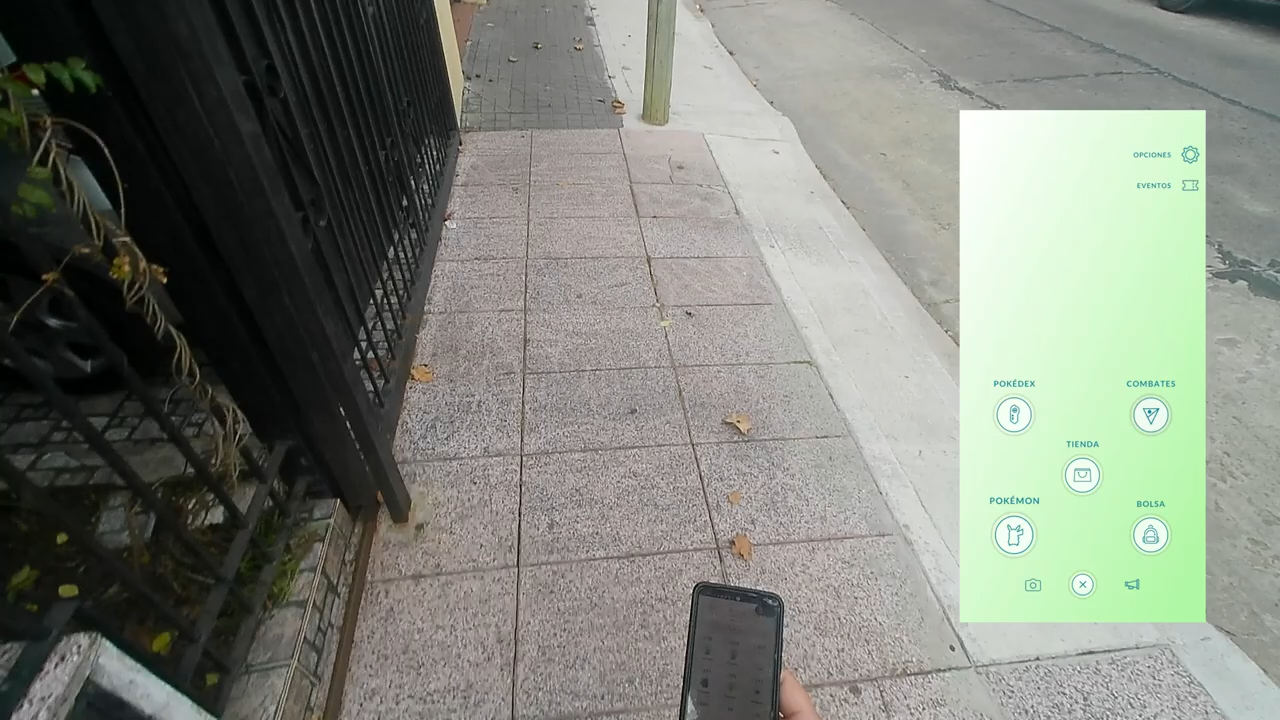 OPCIONES
EVENTOS
POKÉDEX
COMBATES
TIENDA
POKÉMON
BOLSA